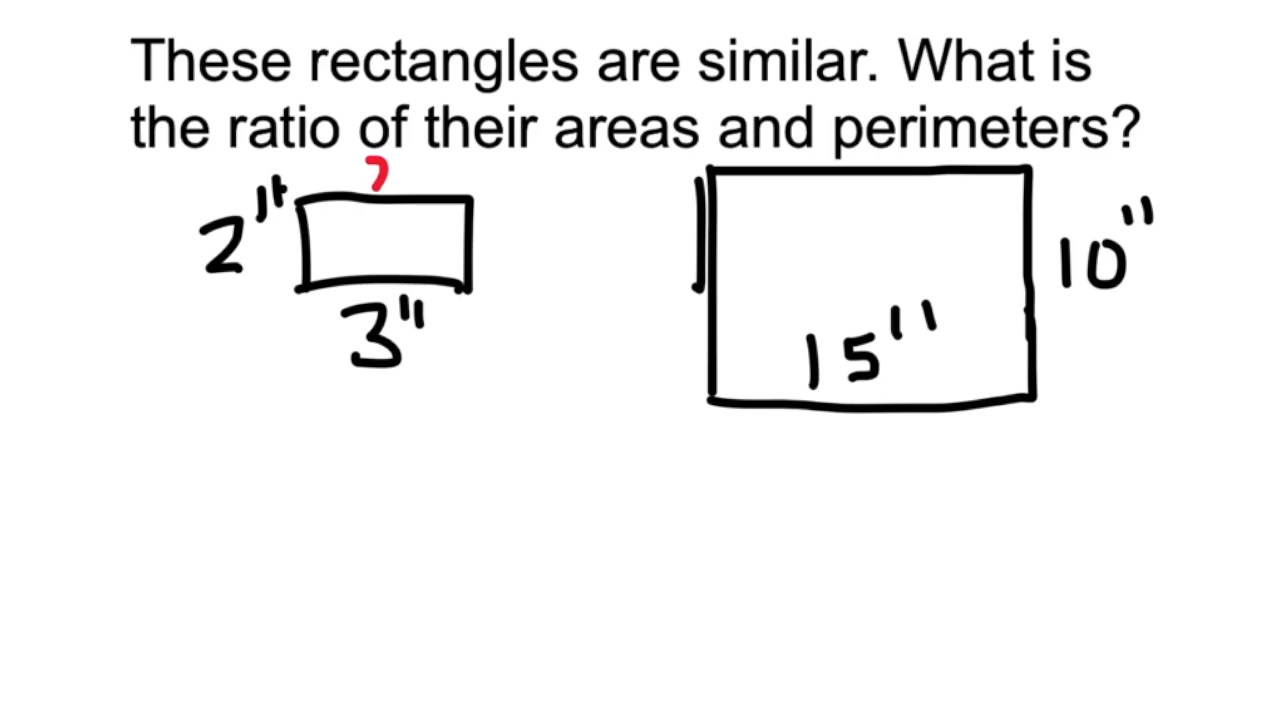 These rectangles are similar. What is
the ratio of their areas and perimeters?
2"
3"
15"
10"